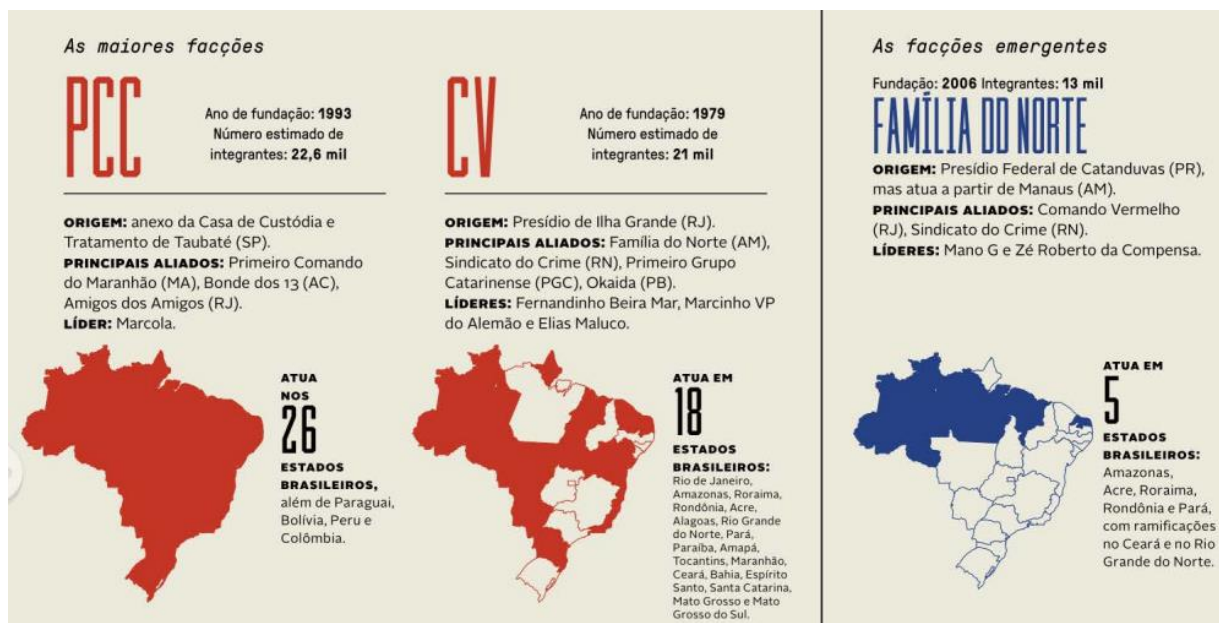 As maiores facções
PCC
Ano de fundação: 1993
Número estimado de
integrantes: 22,6 mil
ORIGEM: anexo da Casa de Custódia e
Tratamento de Taubaté (SP).
PRINCIPAIS ALIADOS: Primeiro Comando
do Maranhão (MA), Bonde dos 13 (AC),
Amigos dos Amigos (RJ).
LÍDER: Marcola.
ATUA
NOS
26
ESTADOS
BRASILEIROS,
além de Paraguai,
Bolívia, Peru e
Colômbia.
CV
Ano de fundação: 1979
Número estimado de
integrantes: 21 mil
ORIGEM: Presídio de Ilha Grande (RJ).
PRINCIPAIS ALIADOS: Família do Norte (AM),
Sindicato do Crime (RN), Primeiro Grupo
Catarinense (PGC), Okaida (PB).
LÍDERES: Fernandinho Beira Mar, Marcinho VP
do Alemão e Elias Maluco.
ATUA EM
18
ESTADOS
BRASILEIROS:
Rio de Janeiro,
Amazonas, Roraima,
Rondônia, Acre,
Alagoas, Rio Grande
do Norte, Pará,
Paraíba, Amapá,
Tocantins, Maranhão,
Ceará, Bahia, Espírito
Santo, Santa Catarina,
Mato Grosso e Mato
Grosso do Sul.
As facções emergentes
Fundação: 2006 Integrantes: 13 mil
FAMÍLIA DO NORTE
ORIGEM: Presídio Federal de Catanduvas (PR),
mas atua a partir de Manaus (AM).
PRINCIPAIS ALIADOS: Comando Vermelho
(RJ), Sindicato do Crime (RN).
LÍDERES: Mano G e Zé Roberto da Compensa.
ATUA EM
5
ESTADOS
BRASILEIROS:
Amazonas,
Acre, Roraima,
Rondônia e Pará,
com ramificações
no Ceará e no Rio
Grande do Norte.